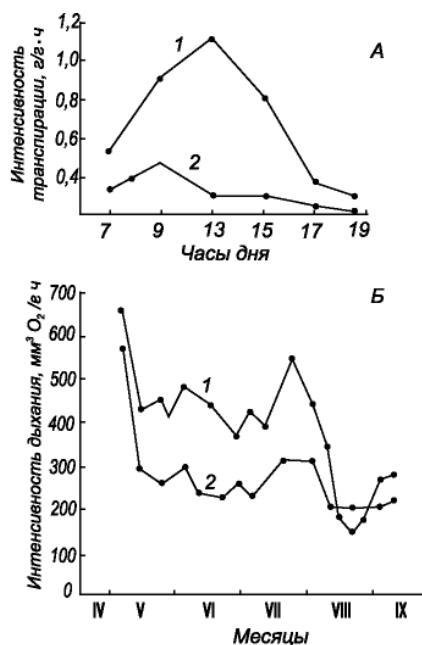 А
Интенсивность
транспирации, г/г·ч
1,2
1,0
0,8
0,6
0,4
1
2
7 9 13 15 17 19
Часы дня
Б
Интенсивность дыхания, мм³ O₂ /г ч
700
600
500
400
300
200
100
0
1
2
IV V VI VII VIII IX
Месяцы